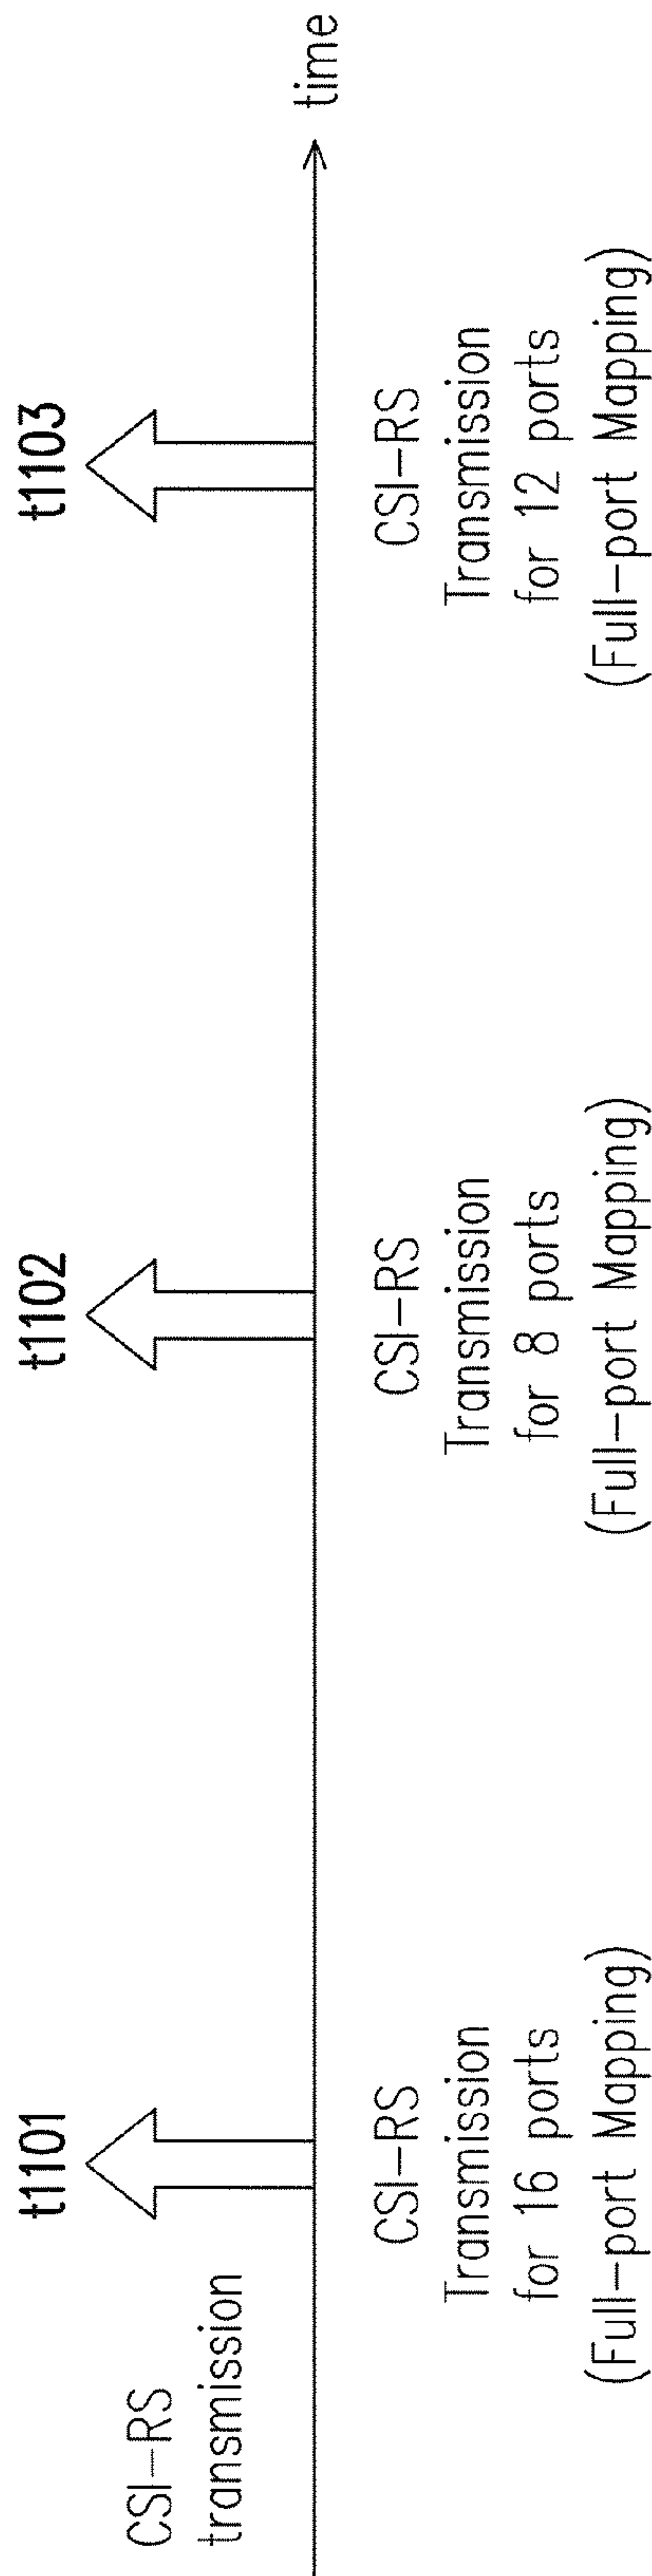 CSI-RS
transmission
t1101
t1102
t1103
time
CSI-RS
Transmission
for 16 ports
(Full-port Mapping)
CSI-RS
Transmission
for 8 ports
(Full-port Mapping)
CSI-RS
Transmission
for 12 ports
(Full-port Mapping)